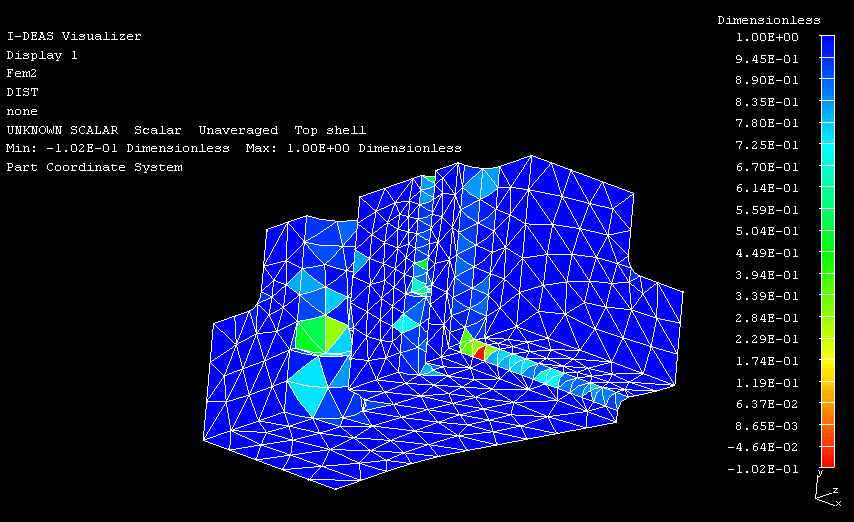 Dimensionless
I-DEAS Visualizer
Display 1
Fem2
DIST
none
UNKNOWN SCALAR Scalar Unaveraged Top shell
Min: -1.02E-01 Dimensionless Max: 1.00E+00 Dimensionless
Part Coordinate System
1.00E+00
9.45E-01
8.90E-01
8.35E-01
7.80E-01
7.25E-01
6.70E-01
6.14E-01
5.59E-01
5.04E-01
4.49E-01
3.94E-01
3.39E-01
2.84E-01
2.29E-01
1.74E-01
1.19E-01
6.37E-02
8.65E-03
-4.64E-02
-1.02E-01
y
z
x